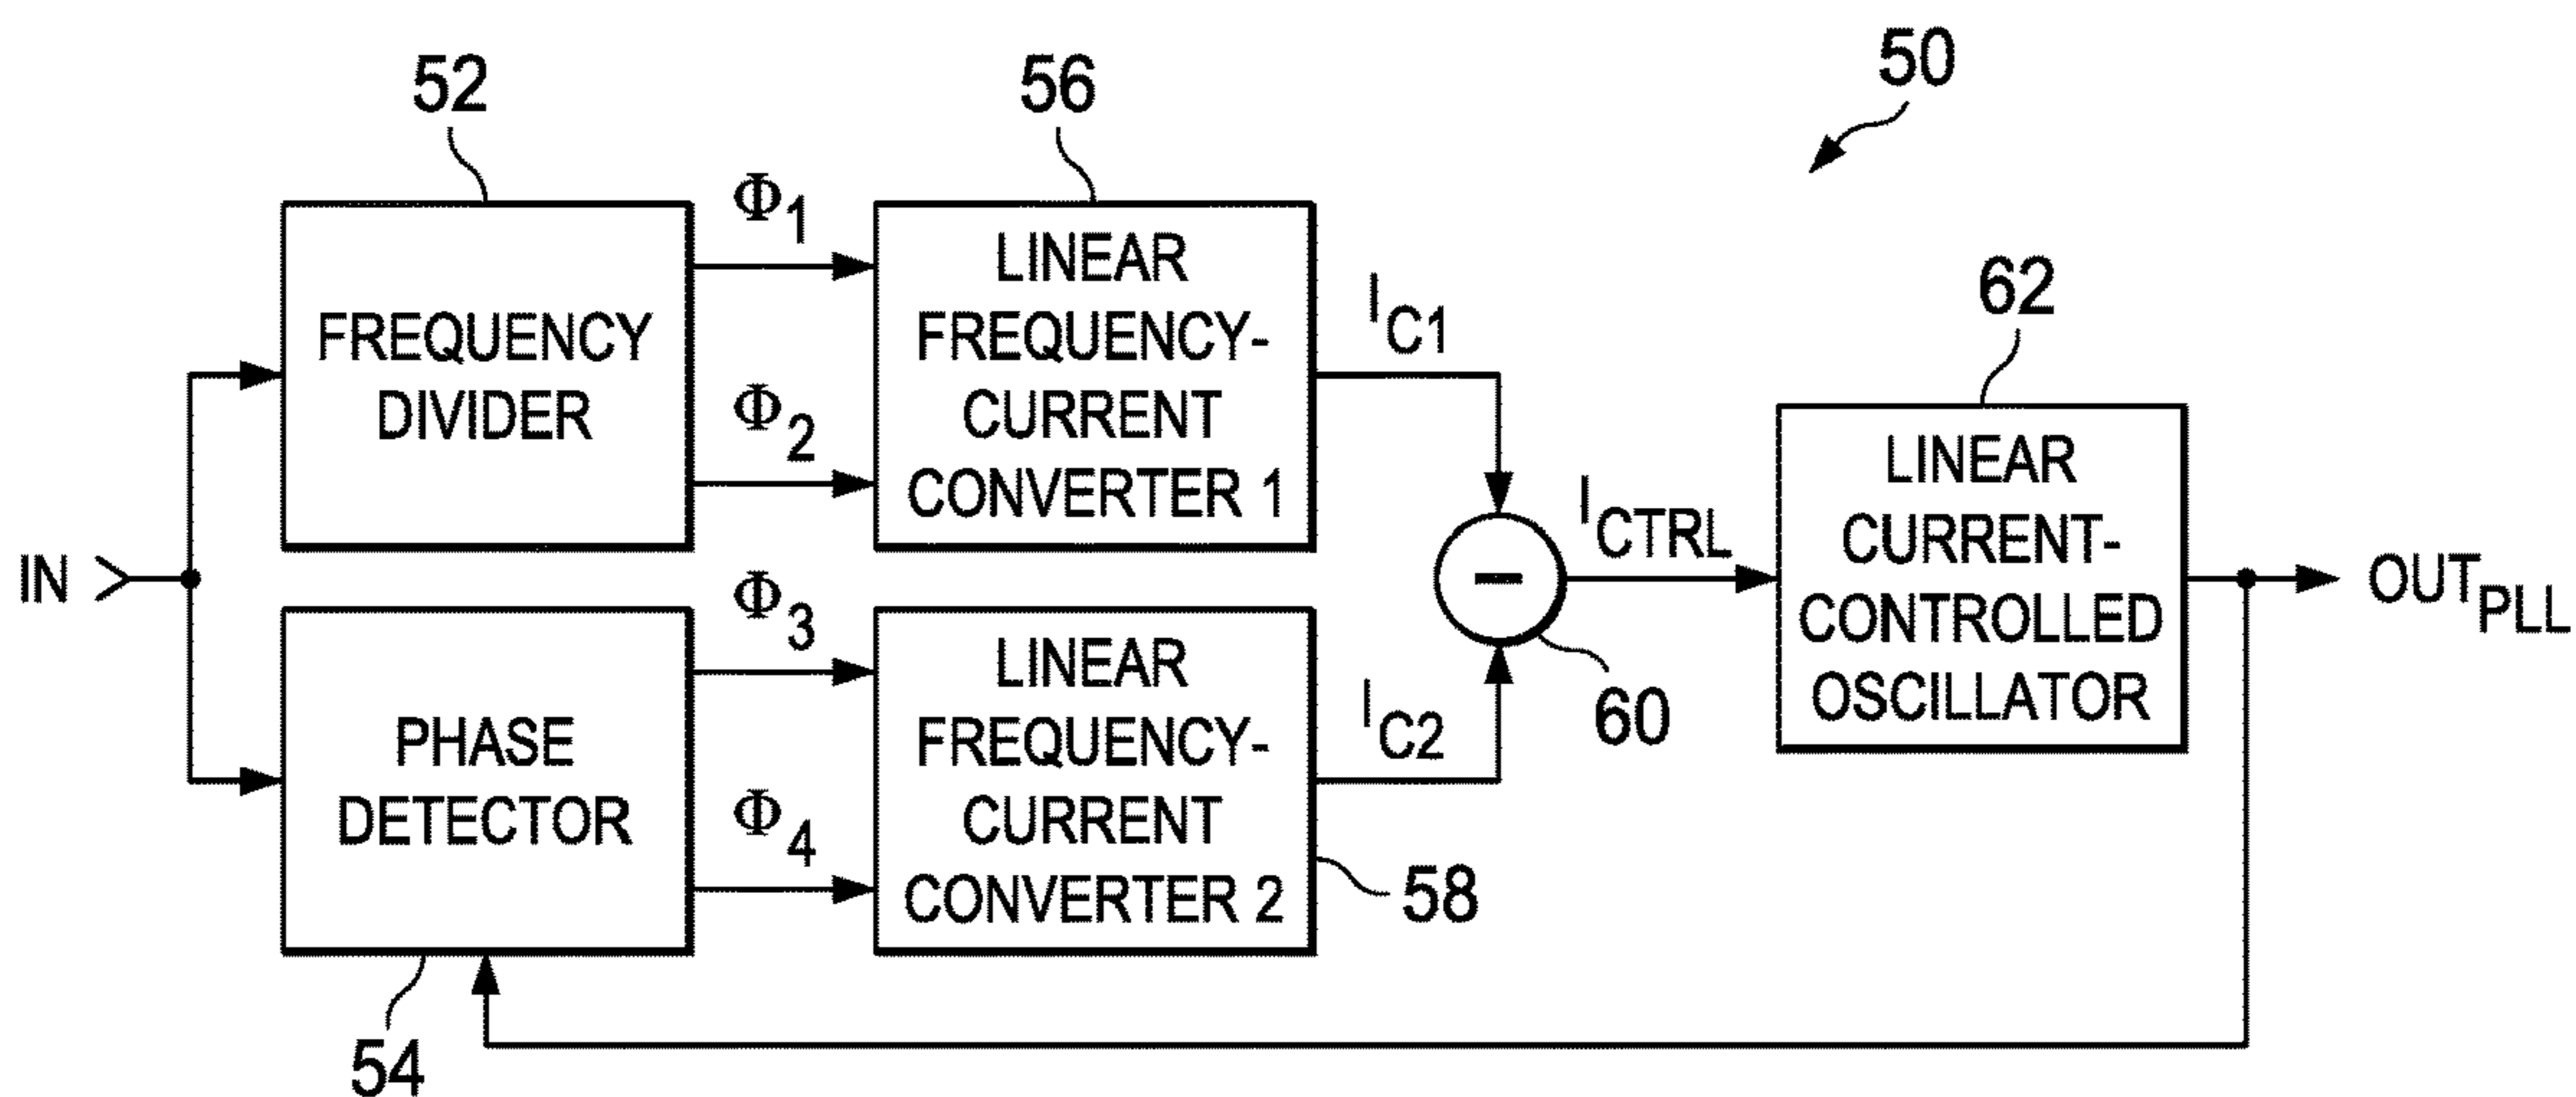 50
52
56
Φ1
LINEAR
FREQUENCY-
CURRENT
CONVERTER 1
FREQUENCY
DIVIDER
Φ2
IC1
62
IN
ICTRL
LINEAR
CURRENT-
CONTROLLED
OSCILLATOR
OUTPLL
–
60
Φ3
LINEAR
FREQUENCY-
CURRENT
CONVERTER 2
PHASE
DETECTOR
Φ4
IC2
58
54